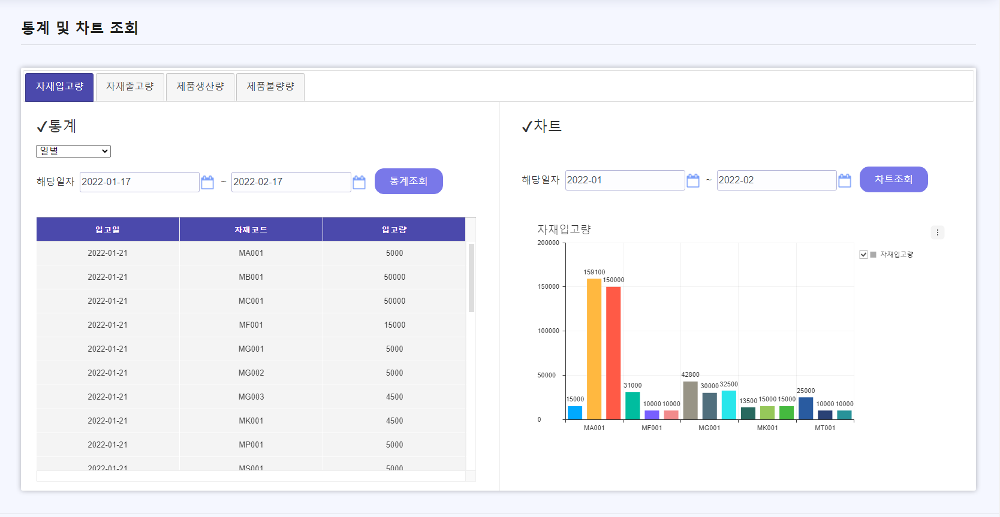 통계 및 차트 조회
자재입고량 자재출고량 제품생산량 제품불량량
✓통계
일별
해당일자 2022-01-17 ~ 2022-02-17 통계조회
입고일 자재코드 입고량
2022-01-21 MA001 5000
2022-01-21 MB001 50000
2022-01-21 MC001 50000
2022-01-21 MF001 15000
2022-01-21 MG001 5000
2022-01-21 MG002 5000
2022-01-21 MG003 4500
2022-01-21 MK001 4500
2022-01-21 MP001 5000
2022-01-21 MS001 5000
✓차트
해당일자 2022-01 ~ 2022-02 차트조회
자재입고량
200000
150000
100000
50000
0
15000 159100 150000 31000 10000 10000 42800 30000 32500 13500 15000 15000 25000 10000 10000
MA001 MF001 MG001 MK001 MT001
자재입고량